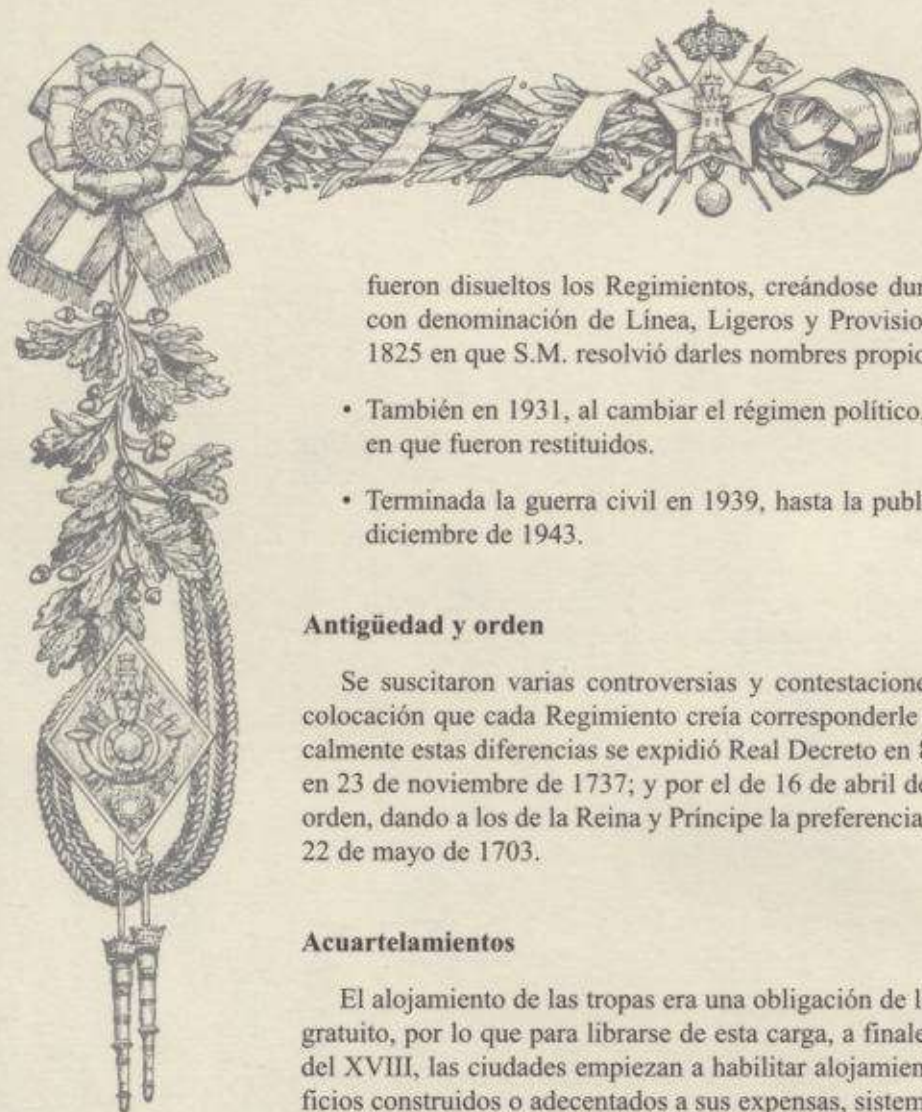 fueron disueltos los Regimientos, creándose dur
con denominación de Línea, Ligeros y Provisio
1825 en que S.M. resolvió darles nombres propio
• También en 1931, al cambiar el régimen político,
en que fueron restituidos.
• Terminada la guerra civil en 1939, hasta la publ
diciembre de 1943.
Antigüedad y orden
Se suscitaron varias controversias y contestacione
colocación que cada Regimiento creía corresponderle
calmente estas diferencias se expidió Real Decreto en
en 23 de noviembre de 1737; y por el de 16 de abril de
orden, dando a los de la Reina y Príncipe la preferencia
22 de mayo de 1703.
Acuartelamientos
El alojamiento de las tropas era una obligación de l
gratuito, por lo que para librarse de esta carga, a finale
del XVIII, las ciudades empiezan a habilitar alojamien
ficios construidos o adecentados a sus expensas, sistem